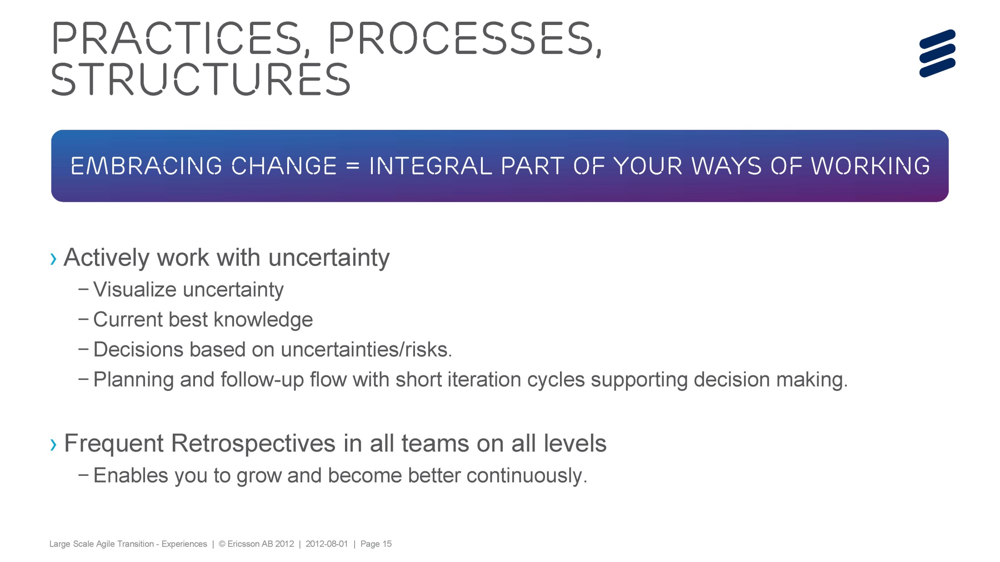 PRACTICES, PROCESSES,
STRUCTURES
EMBRACING CHANGE = INTEGRAL PART OF YOUR WAYS OF WORKING
› Actively work with uncertainty
– Visualize uncertainty
– Current best knowledge
– Decisions based on uncertainties/risks.
– Planning and follow-up flow with short iteration cycles supporting decision making.
› Frequent Retrospectives in all teams on all levels
– Enables you to grow and become better continuously.
Large Scale Agile Transition - Experiences | © Ericsson AB 2012 | 2012-08-01 | Page 15